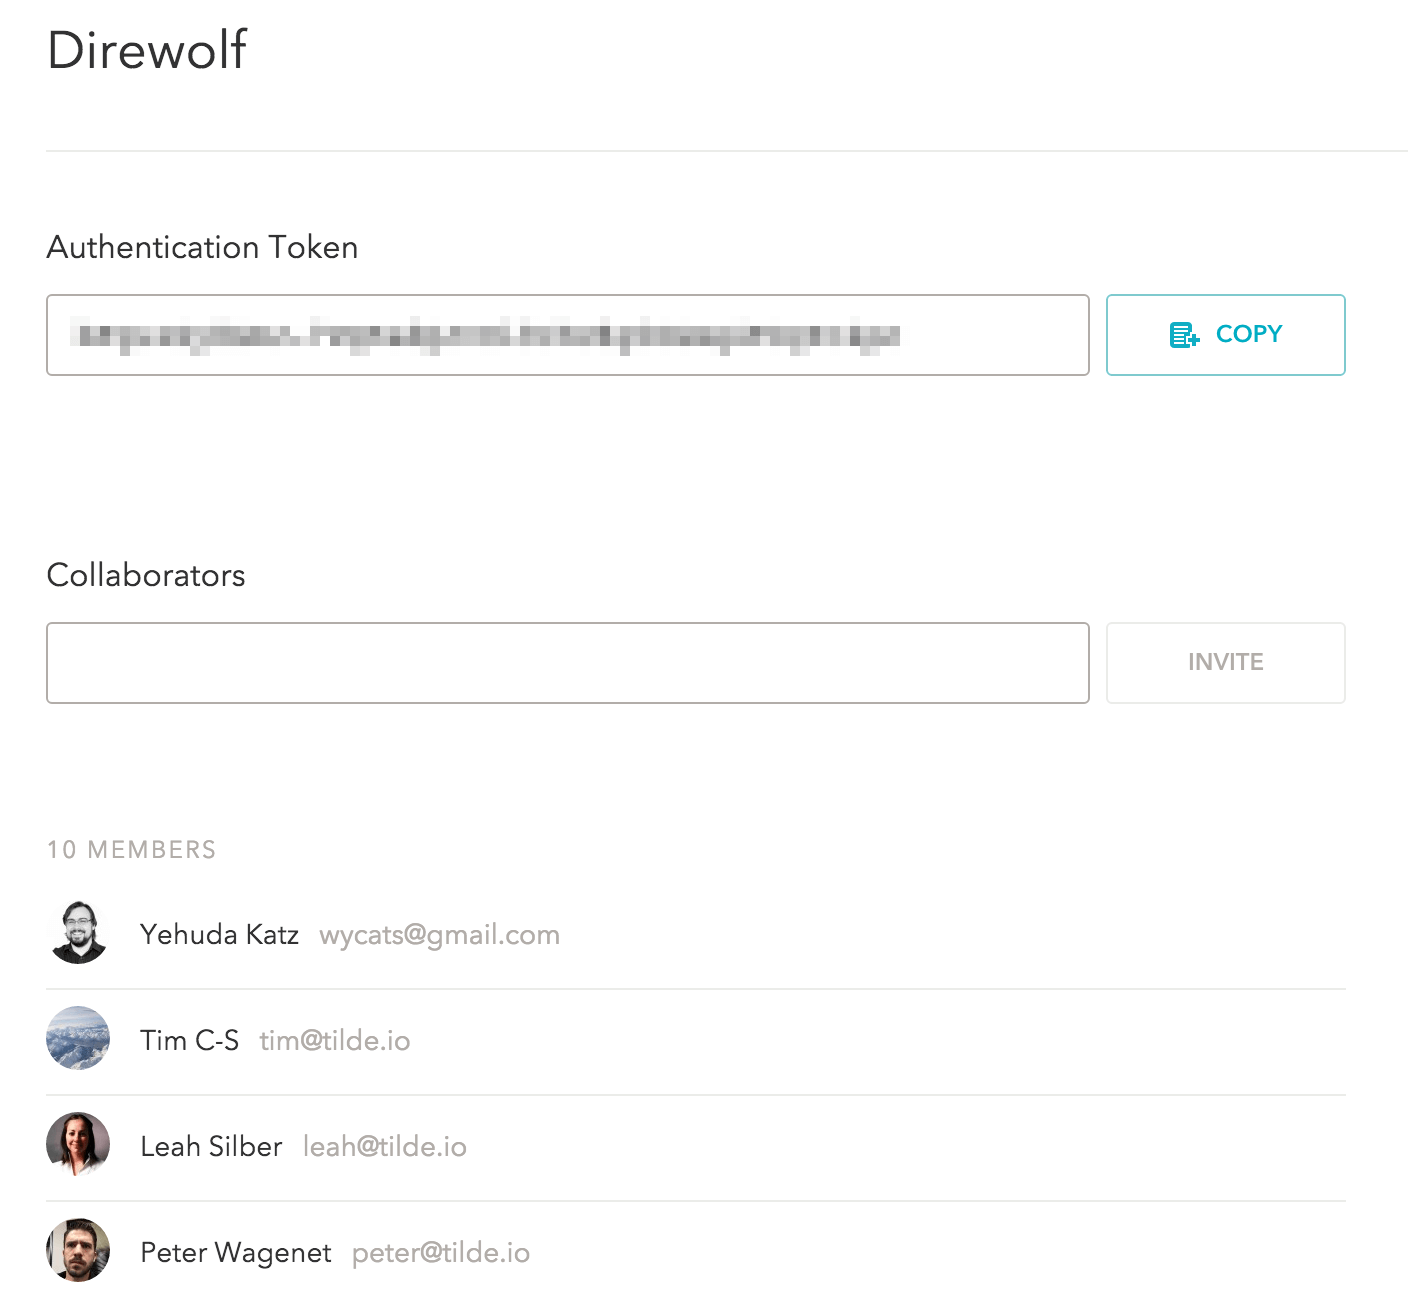 Direwolf
Authentication Token
COPY
Collaborators
INVITE
10 MEMBERS
Yehuda Katz wycats@gmail.com
Tim C-S tim@tilde.io
Leah Silber leah@tilde.io
Peter Wagenet peter@tilde.io